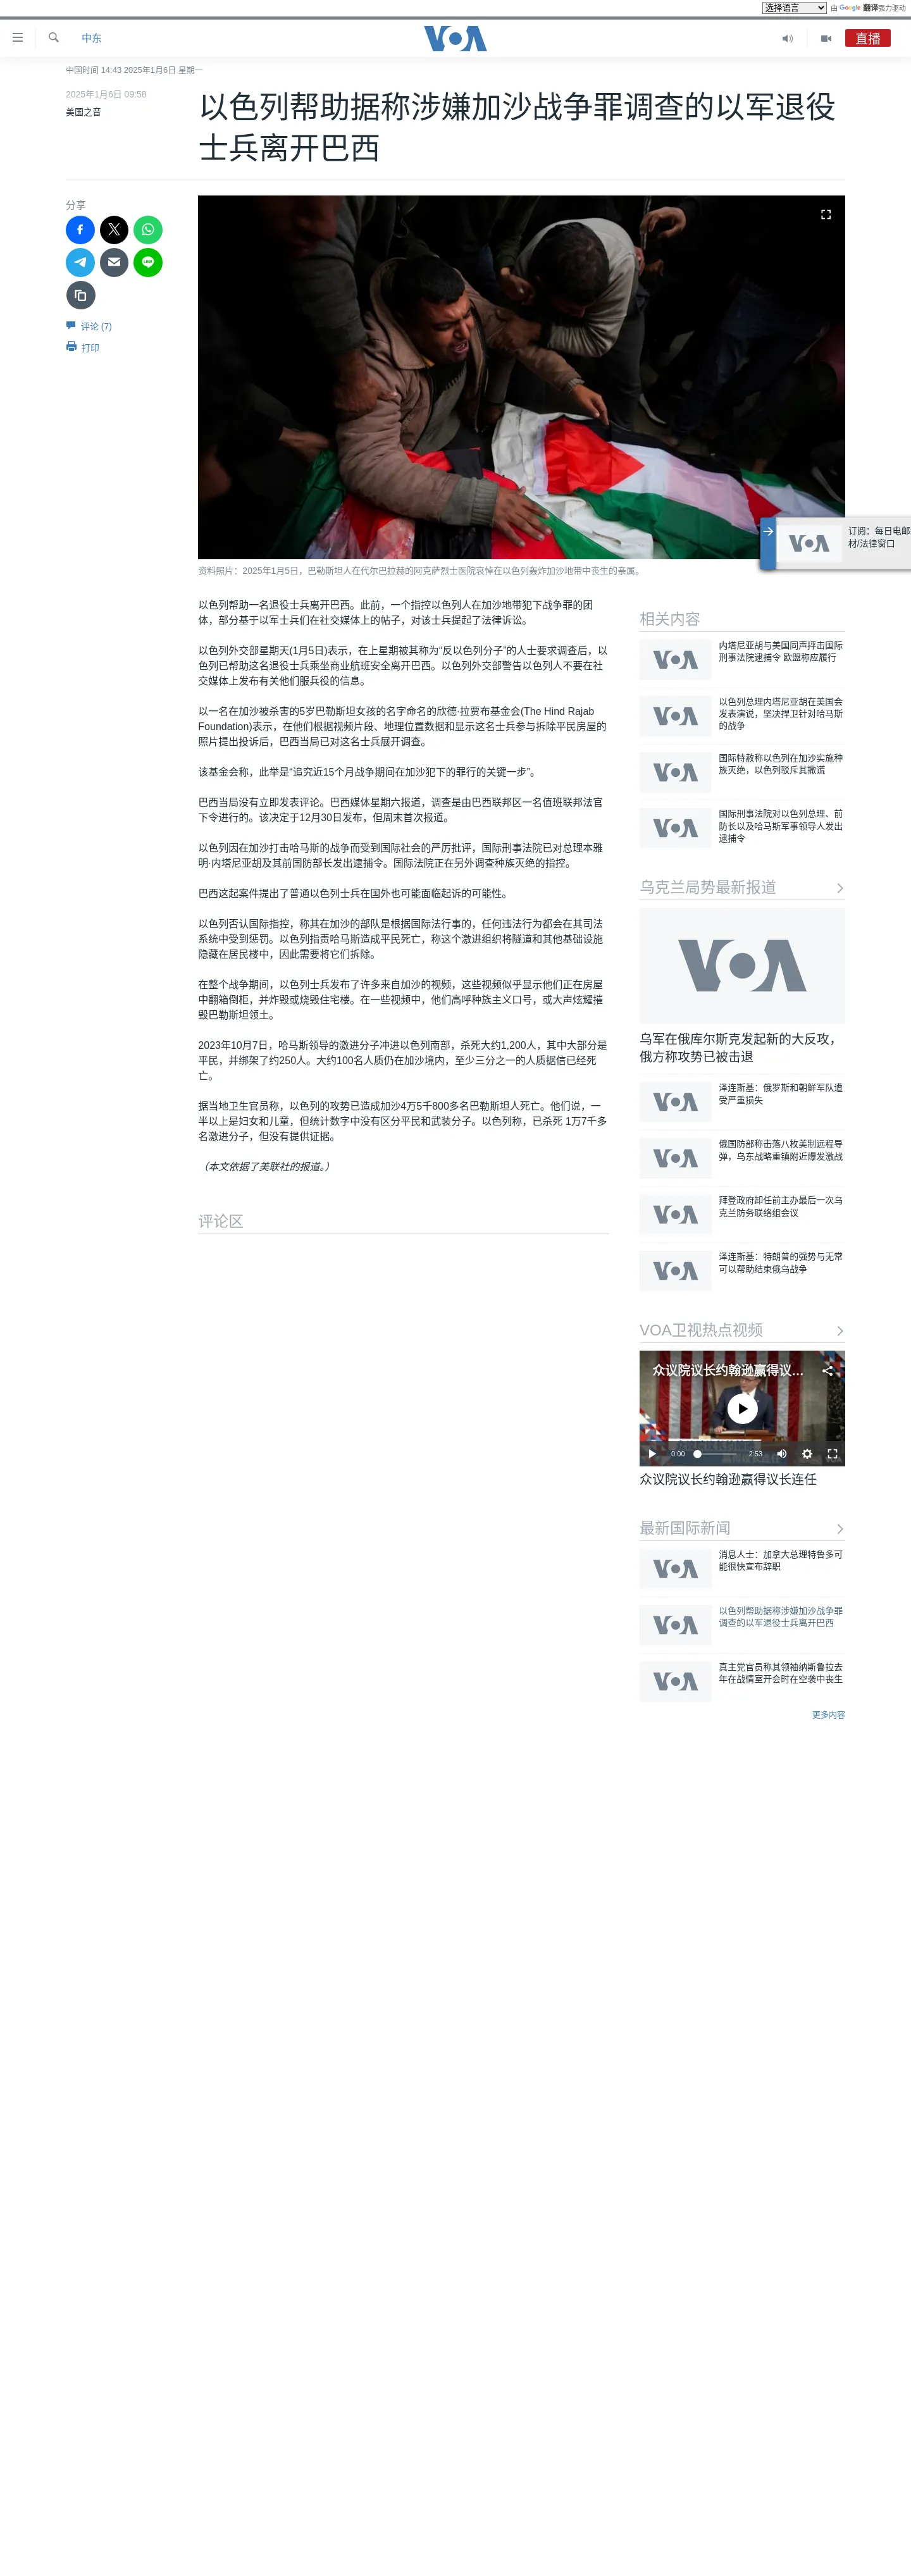 选择语言 由 Google 翻译强力驱动
中东
VOA
直播
中国时间 14:43 2025年1月6日 星期一
2025年1月6日 09:58
美国之音
以色列帮助据称涉嫌加沙战争罪调查的以军退役
士兵离开巴西
分享
评论 (7)
打印
订阅：每日电邮
材/法律窗口
VOA
资料照片：2025年1月5日，巴勒斯坦人在代尔巴拉赫的阿克萨烈士医院哀悼在以色列轰炸加沙地带中丧生的亲属。
以色列帮助一名退役士兵离开巴西。此前，一个指控以色列人在加沙地带犯下战争罪的团
体，部分基于以军士兵们在社交媒体上的帖子，对该士兵提起了法律诉讼。
以色列外交部星期天(1月5日)表示，在上星期被其称为“反以色列分子”的人士要求调查后，以
色列已帮助这名退役士兵乘坐商业航班安全离开巴西。以色列外交部警告以色列人不要在社
交媒体上发布有关他们服兵役的信息。
以一名在加沙被杀害的5岁巴勒斯坦女孩的名字命名的欣德·拉贾布基金会(The Hind Rajab
Foundation)表示，在他们根据视频片段、地理位置数据和显示这名士兵参与拆除平民房屋的
照片提出投诉后，巴西当局已对这名士兵展开调查。
该基金会称，此举是“追究近15个月战争期间在加沙犯下的罪行的关键一步”。
巴西当局没有立即发表评论。巴西媒体星期六报道，调查是由巴西联邦区一名值班联邦法官
下令进行的。该决定于12月30日发布，但周末首次报道。
以色列因在加沙打击哈马斯的战争而受到国际社会的严厉批评，国际刑事法院已对总理本雅
明·内塔尼亚胡及其前国防部长发出逮捕令。国际法院正在另外调查种族灭绝的指控。
巴西这起案件提出了普通以色列士兵在国外也可能面临起诉的可能性。
以色列否认国际指控，称其在加沙的部队是根据国际法行事的，任何违法行为都会在其司法
系统中受到惩罚。以色列指责哈马斯造成平民死亡，称这个激进组织将隧道和其他基础设施
隐藏在居民楼中，因此需要将它们拆除。
在整个战争期间，以色列士兵发布了许多来自加沙的视频，这些视频似乎显示他们正在房屋
中翻箱倒柜，并炸毁或烧毁住宅楼。在一些视频中，他们高呼种族主义口号，或大声炫耀摧
毁巴勒斯坦领土。
2023年10月7日，哈马斯领导的激进分子冲进以色列南部，杀死大约1,200人，其中大部分是
平民，并绑架了约250人。大约100名人质仍在加沙境内，至少三分之一的人质据信已经死
亡。
据当地卫生官员称，以色列的攻势已造成加沙4万5千800多名巴勒斯坦人死亡。他们说，一
半以上是妇女和儿童，但统计数字中没有区分平民和武装分子。以色列称，已杀死 1万7千多
名激进分子，但没有提供证据。
（本文依据了美联社的报道。）
评论区
相关内容
VOA
内塔尼亚胡与美国同声抨击国际
刑事法院逮捕令 欧盟称应履行
VOA
以色列总理内塔尼亚胡在美国会
发表演说，坚决捍卫针对哈马斯
的战争
VOA
国际特赦称以色列在加沙实施种
族灭绝，以色列驳斥其撒谎
VOA
国际刑事法院对以色列总理、前
防长以及哈马斯军事领导人发出
逮捕令
乌克兰局势最新报道
VOA
乌军在俄库尔斯克发起新的大反攻，
俄方称攻势已被击退
VOA
泽连斯基：俄罗斯和朝鲜军队遭
受严重损失
VOA
俄国防部称击落八枚美制远程导
弹，乌东战略重镇附近爆发激战
VOA
拜登政府卸任前主办最后一次乌
克兰防务联络组会议
VOA
泽连斯基：特朗普的强势与无常
可以帮助结束俄乌战争
VOA卫视热点视频
众议院议长约翰逊赢得议...
0:00
2:53
众议院议长约翰逊赢得议长连任
最新国际新闻
VOA
消息人士：加拿大总理特鲁多可
能很快宣布辞职
VOA
以色列帮助据称涉嫌加沙战争罪
调查的以军退役士兵离开巴西
VOA
真主党官员称其领袖纳斯鲁拉去
年在战情室开会时在空袭中丧生
更多内容